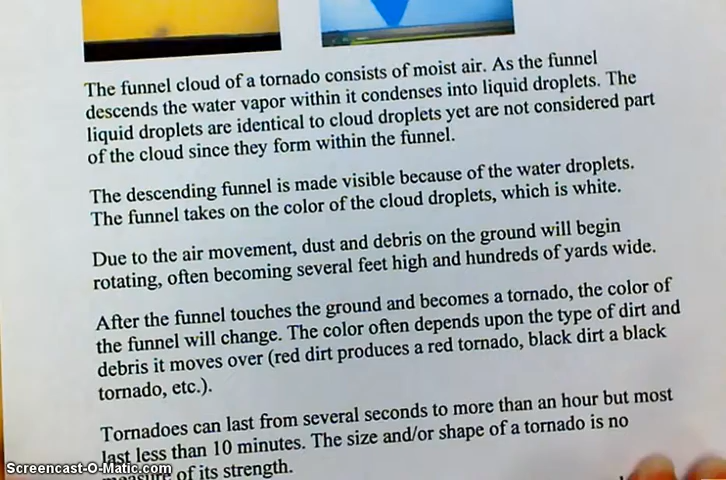 The funnel cloud of a tornado consists of moist air. As the funnel
descends the water vapor within it condenses into liquid droplets. The
liquid droplets are identical to cloud droplets yet are not considered part
of the cloud since they form within the funnel.
The descending funnel is made visible because of the water droplets.
The funnel takes on the color of the cloud droplets, which is white.
Due to the air movement, dust and debris on the ground will begin
rotating, often becoming several feet high and hundreds of yards wide.
After the funnel touches the ground and becomes a tornado, the color of
the funnel will change. The color often depends upon the type of dirt and
debris it moves over (red dirt produces a red tornado, black dirt a black
tornado, etc.).
Tornadoes can last from several seconds to more than an hour but most
last less than 10 minutes. The size and/or shape of a tornado is no
measure of its strength.
Screencast-O-Matic.com